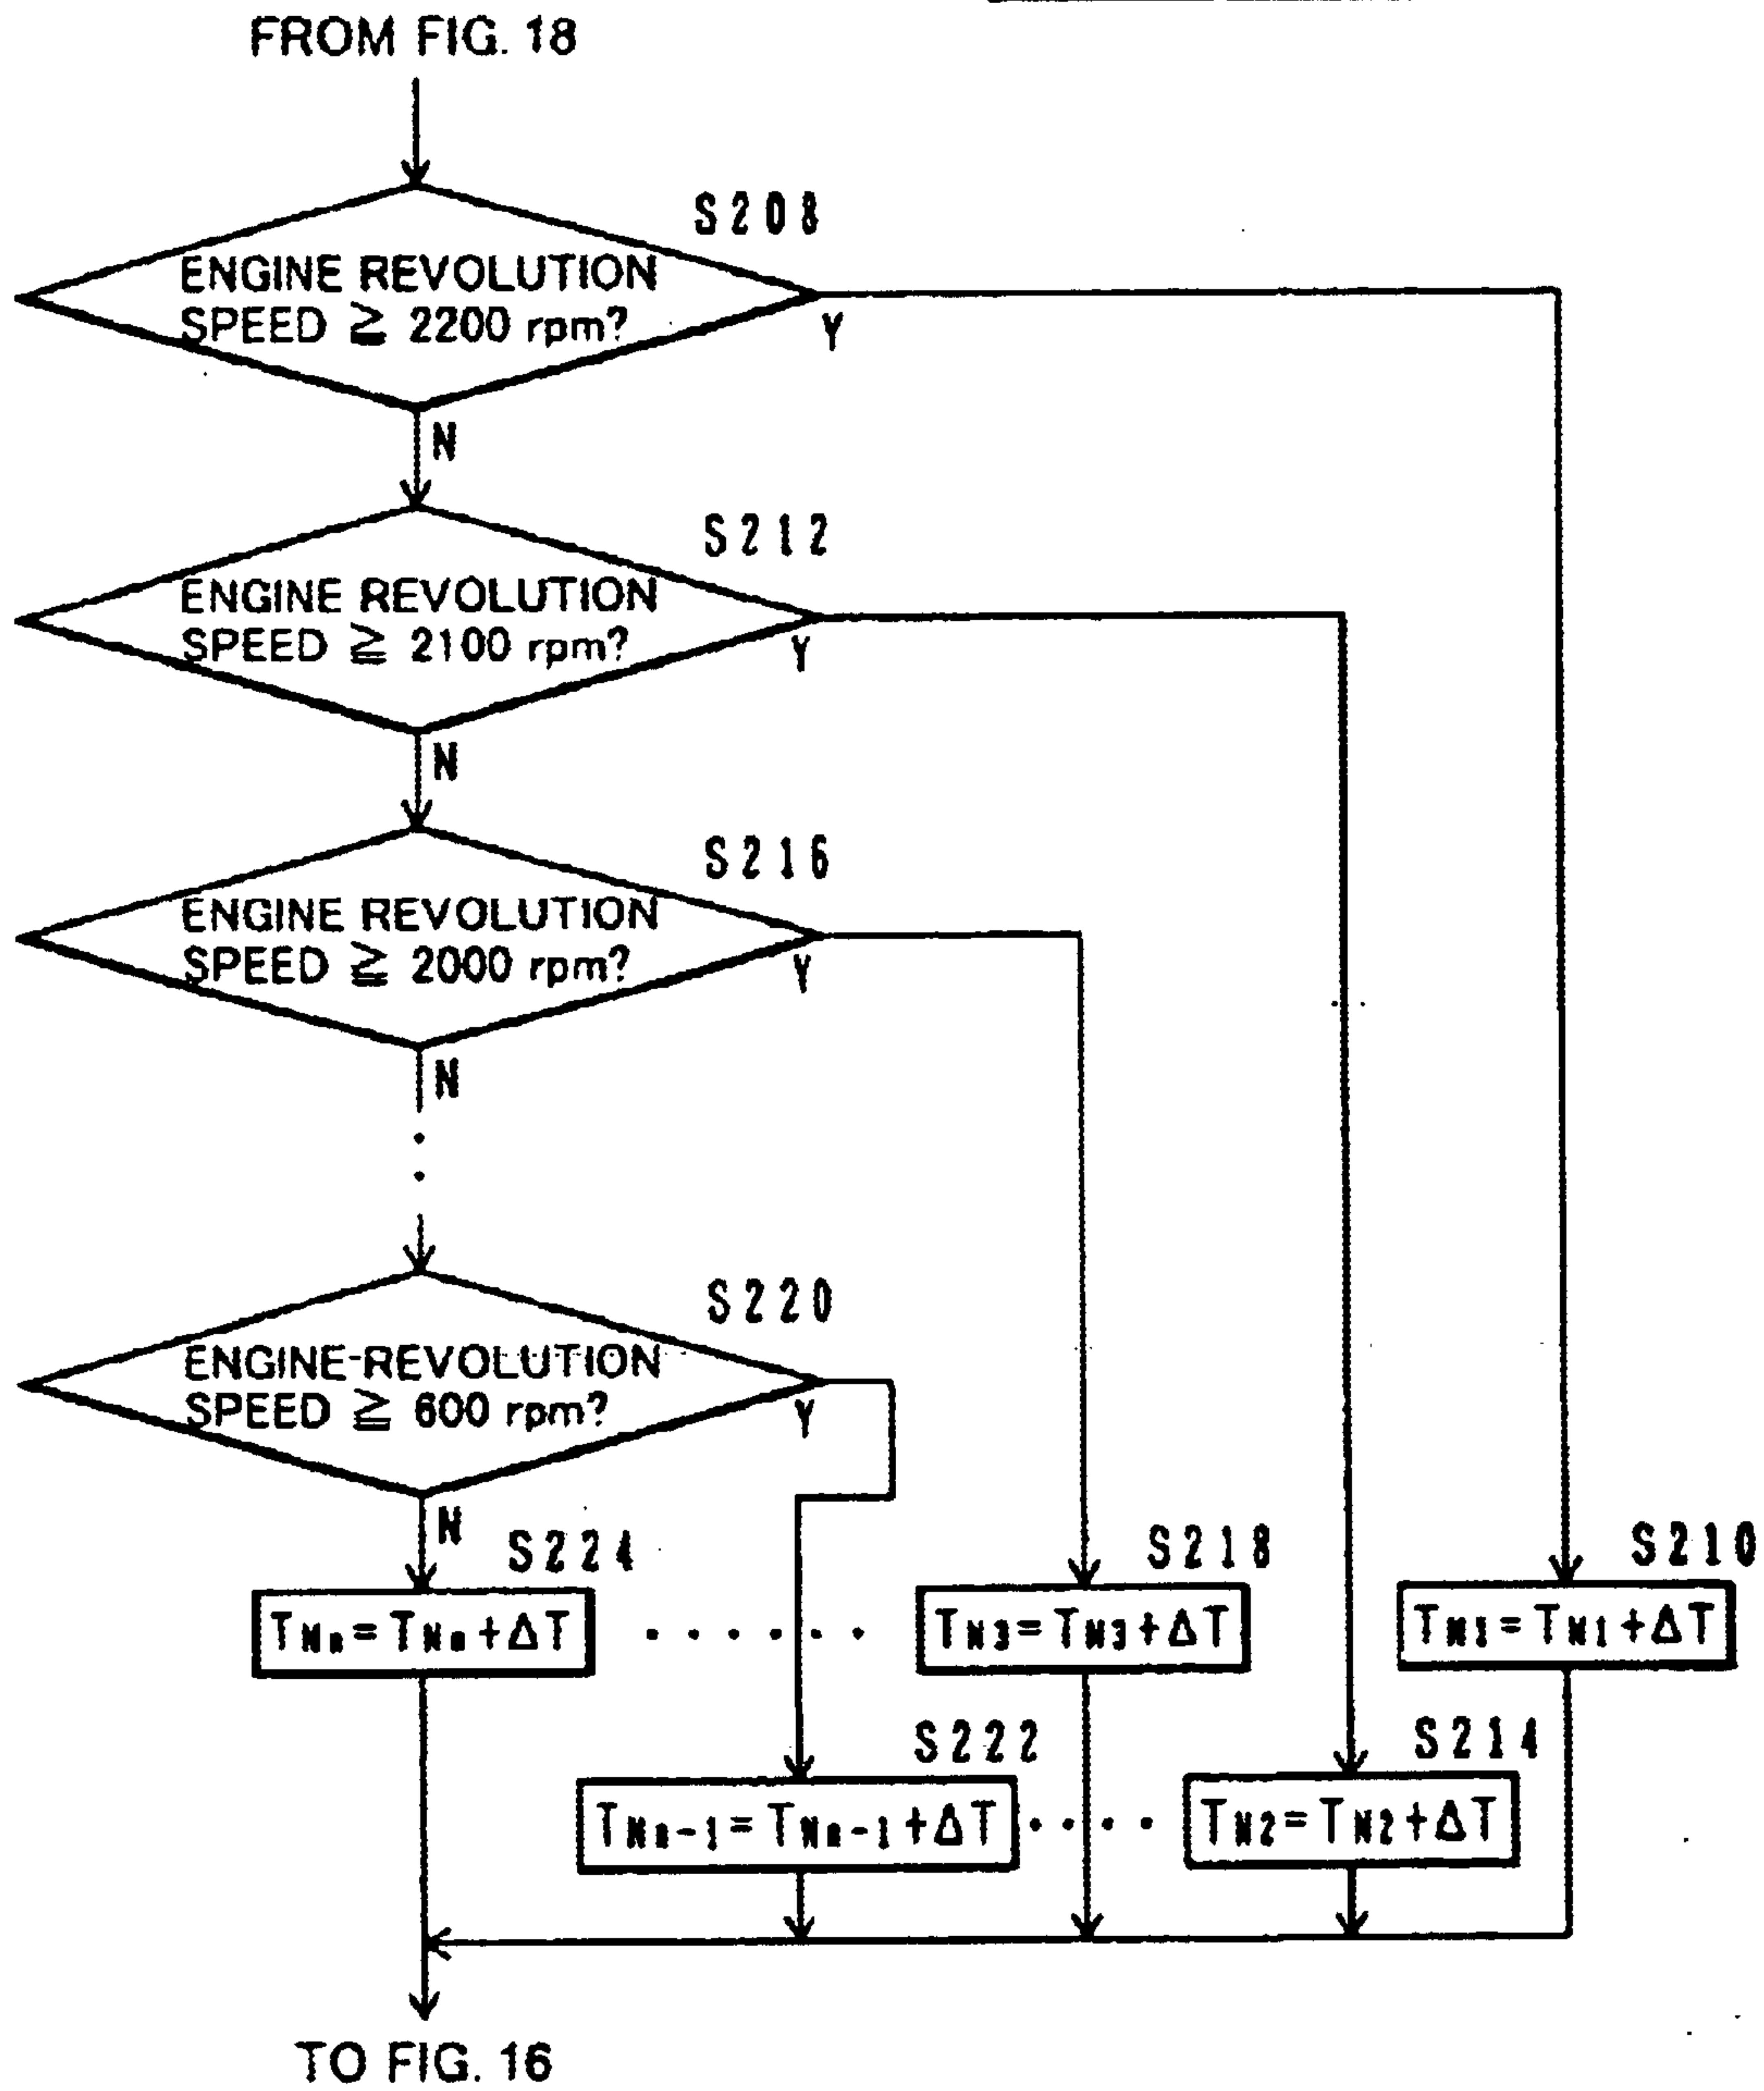 FROM FIG. 18
S208
ENGINE REVOLUTION
SPEED ≧ 2200 rpm?
Y
N
S212
ENGINE REVOLUTION
SPEED ≧ 2100 rpm?
Y
N
S216
ENGINE REVOLUTION
SPEED ≧ 2000 rpm?
Y
N
S220
ENGINE-REVOLUTION
SPEED ≧ 600 rpm?
Y
N
S224
S218
S210
TNn=TNn+ΔT
TN3=TN3+ΔT
TN1=TN1+ΔT
S222
S214
TNn-1=TNn-1+ΔT
TN2=TN2+ΔT
TO FIG. 16